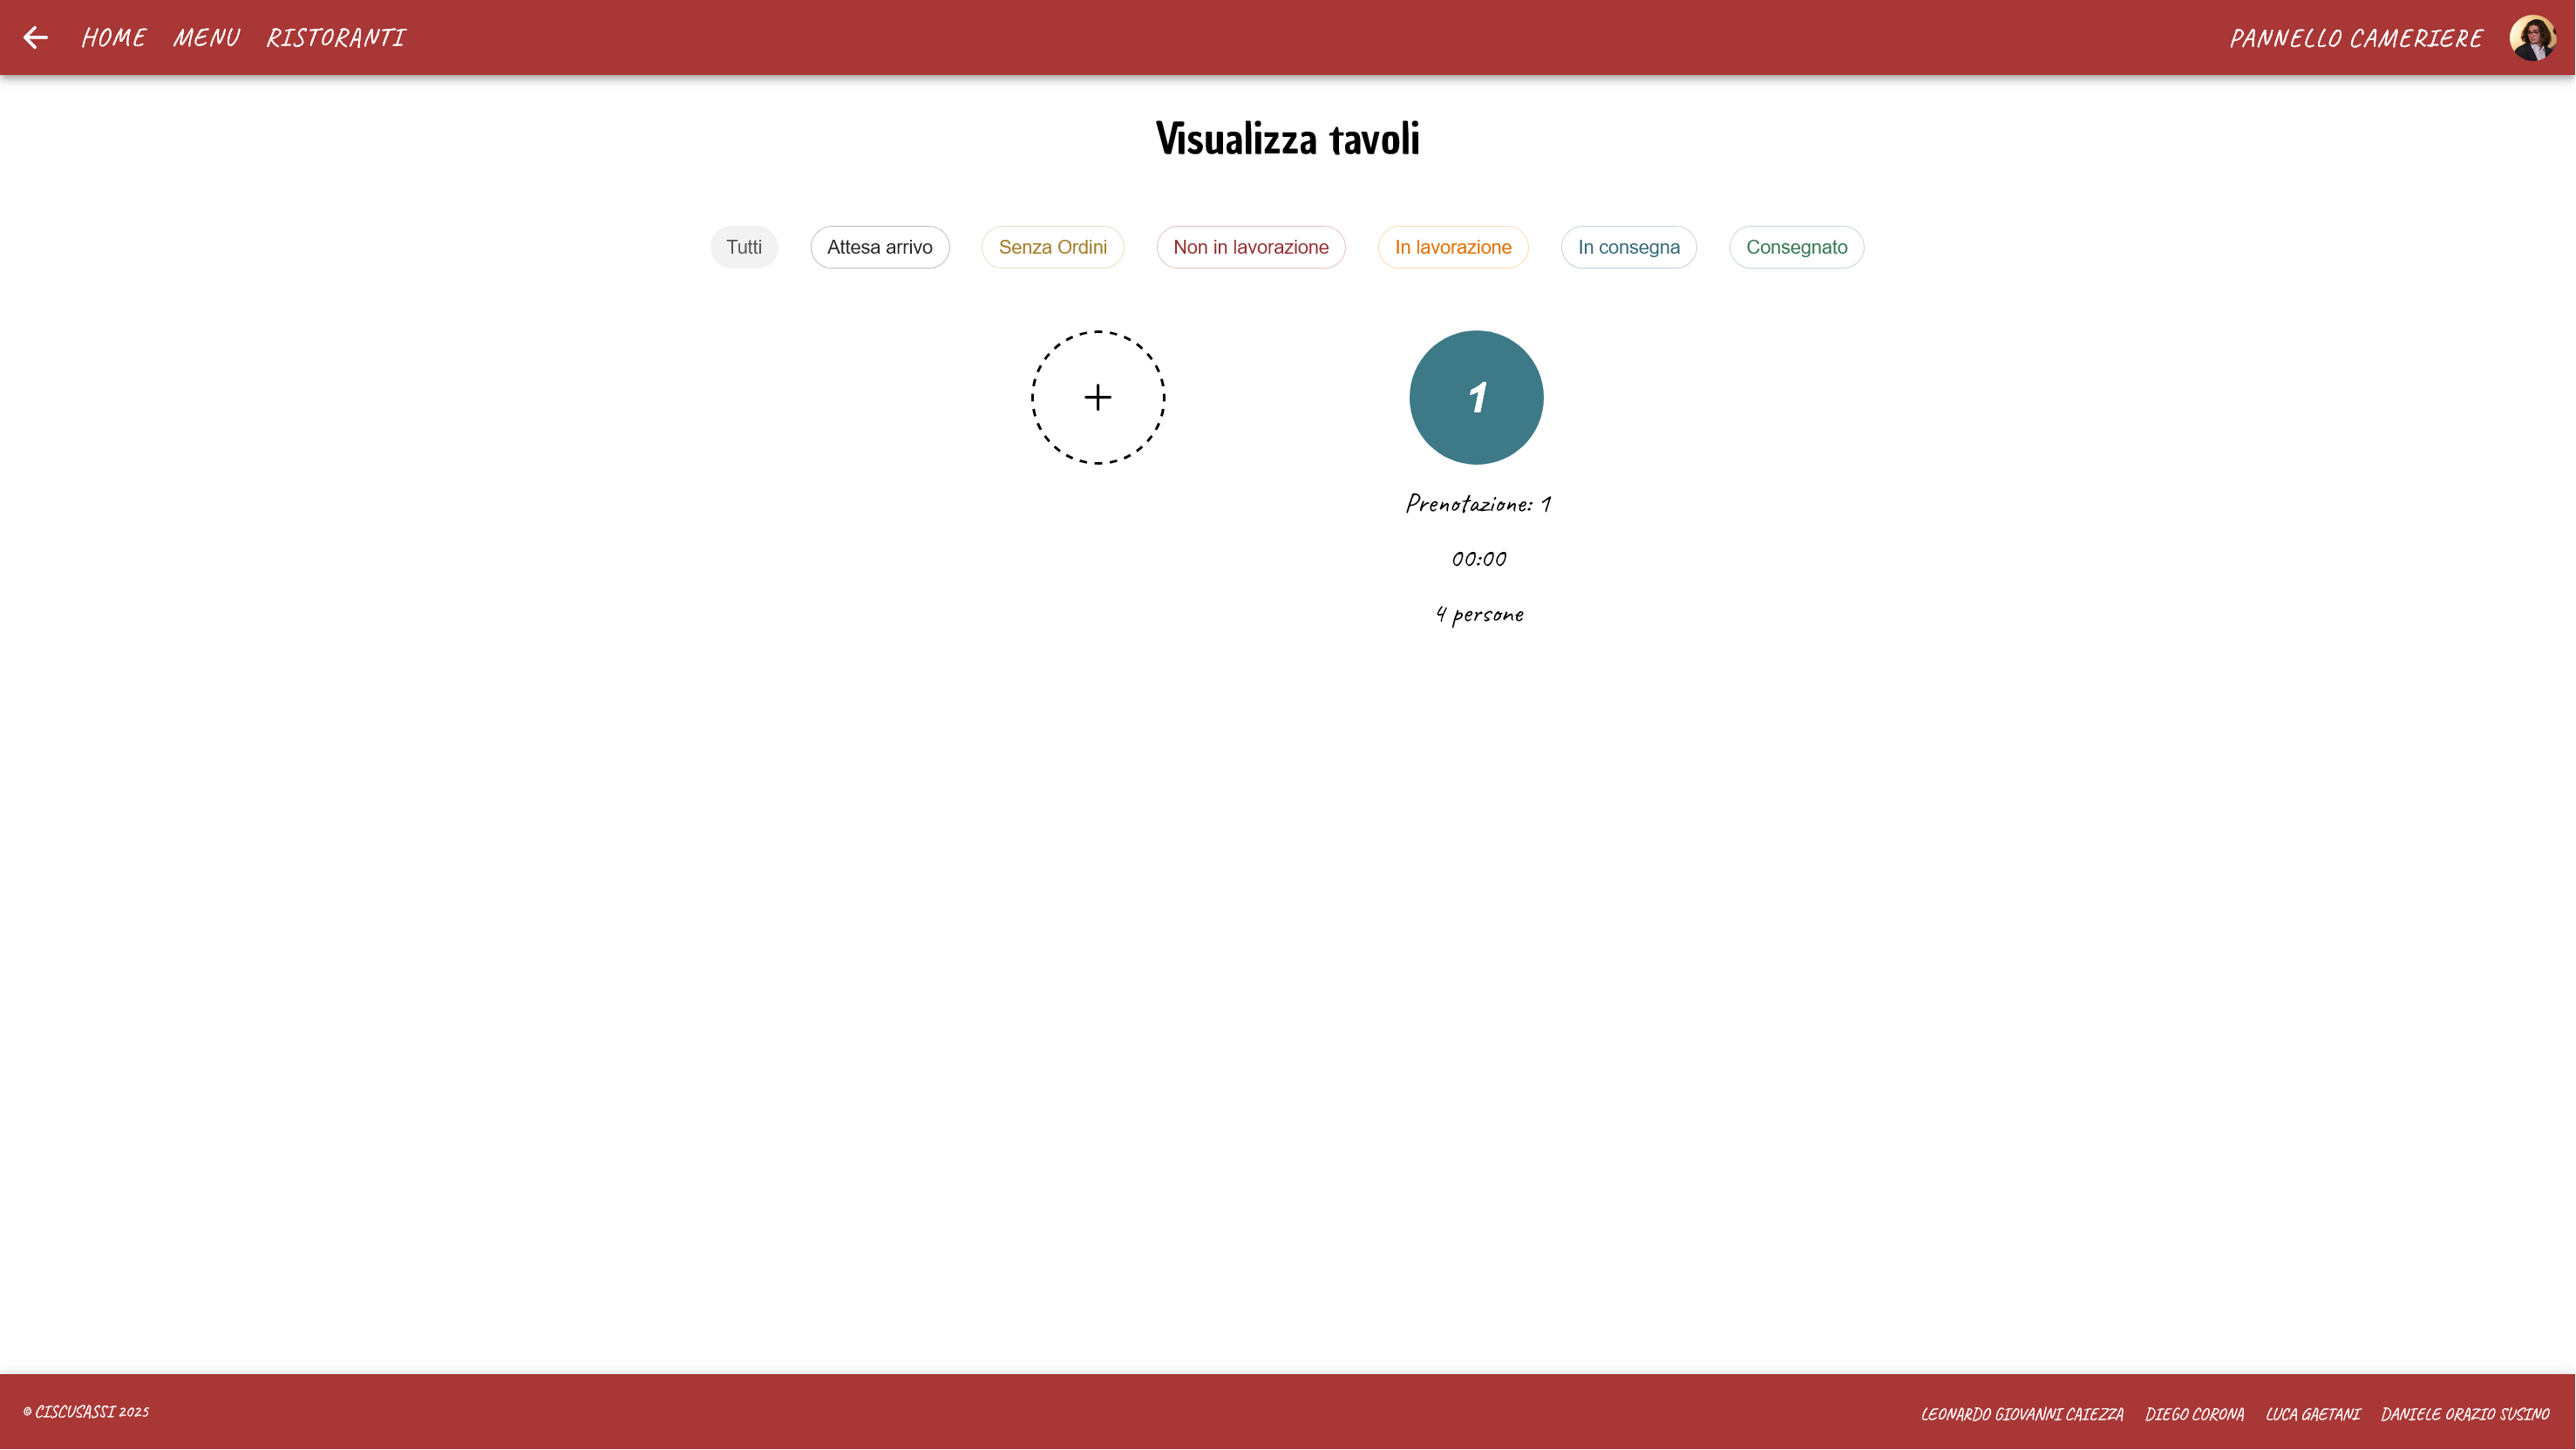 HOME MENU RISTORANTI PANNELLO CAMERIERE
Visualizza tavoli
Tutti Attesa arrivo Senza Ordini Non in lavorazione In lavorazione In consegna Consegnato
1
Prenotazione: 1
00:00
4 persone
© CISCUSASSI 2025 LEONARDO GIOVANNI CAIEZZA DIEGO CORONA LUCA GAETANI DANIELE ORAZIO SUSINO